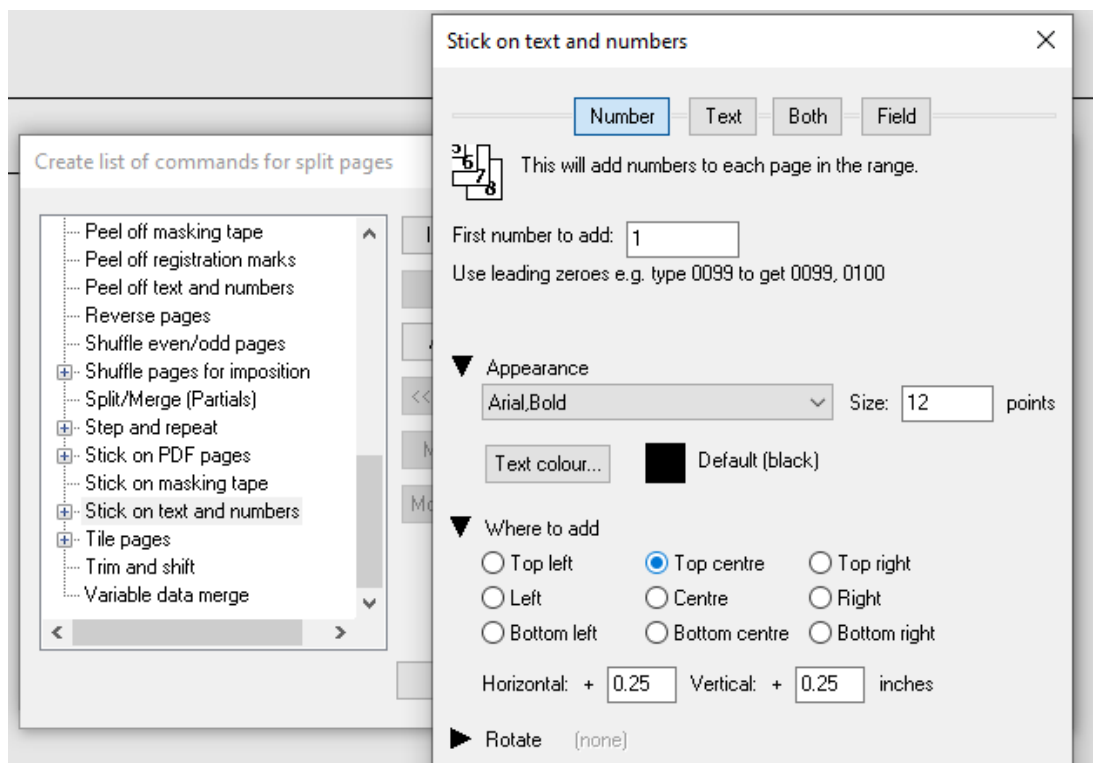 Stick on text and numbers
Number Text Both Field
This will add numbers to each page in the range.
First number to add: 1
Use leading zeroes e.g. type 0099 to get 0099, 0100
Appearance
Arial,Bold Size: 12 points
Text colour... Default (black)
Where to add
Top left Top centre Top right
Left Centre Right
Bottom left Bottom centre Bottom right
Horizontal: + 0.25 Vertical: + 0.25 inches
Rotate (none)
Create list of commands for split pages
Peel off masking tape
Peel off registration marks
Peel off text and numbers
Reverse pages
Shuffle even/odd pages
Shuffle pages for imposition
Split/Merge (Partials)
Step and repeat
Stick on PDF pages
Stick on masking tape
Stick on text and numbers
Tile pages
Trim and shift
Variable data merge
<<